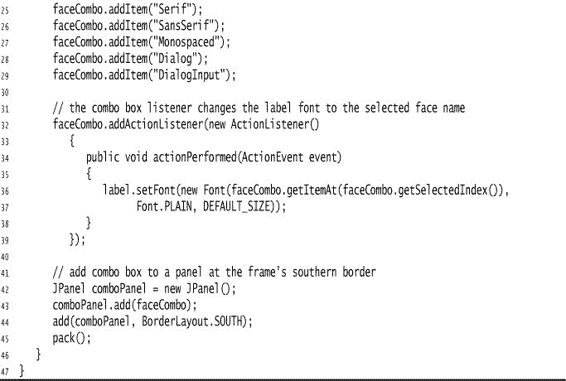 25 faceCombo.addItem("Serif");
26 faceCombo.addItem("SansSerif");
27 faceCombo.addItem("Monospaced");
28 faceCombo.addItem("Dialog");
29 faceCombo.addItem("DialogInput");
30
31 // the combo box listener changes the label font to the selected face name
32 faceCombo.addActionListener(new ActionListener()
33 {
34 public void actionPerformed(ActionEvent event)
35 {
36 label.setFont(new Font(faceCombo.getItemAt(faceCombo.getSelectedIndex()),
37 Font.PLAIN, DEFAULT_SIZE));
38 }
39 });
40
41 // add combo box to a panel at the frame's southern border
42 JPanel comboPanel = new JPanel();
43 comboPanel.add(faceCombo);
44 add(comboPanel, BorderLayout.SOUTH);
45 pack();
46 }
47 }